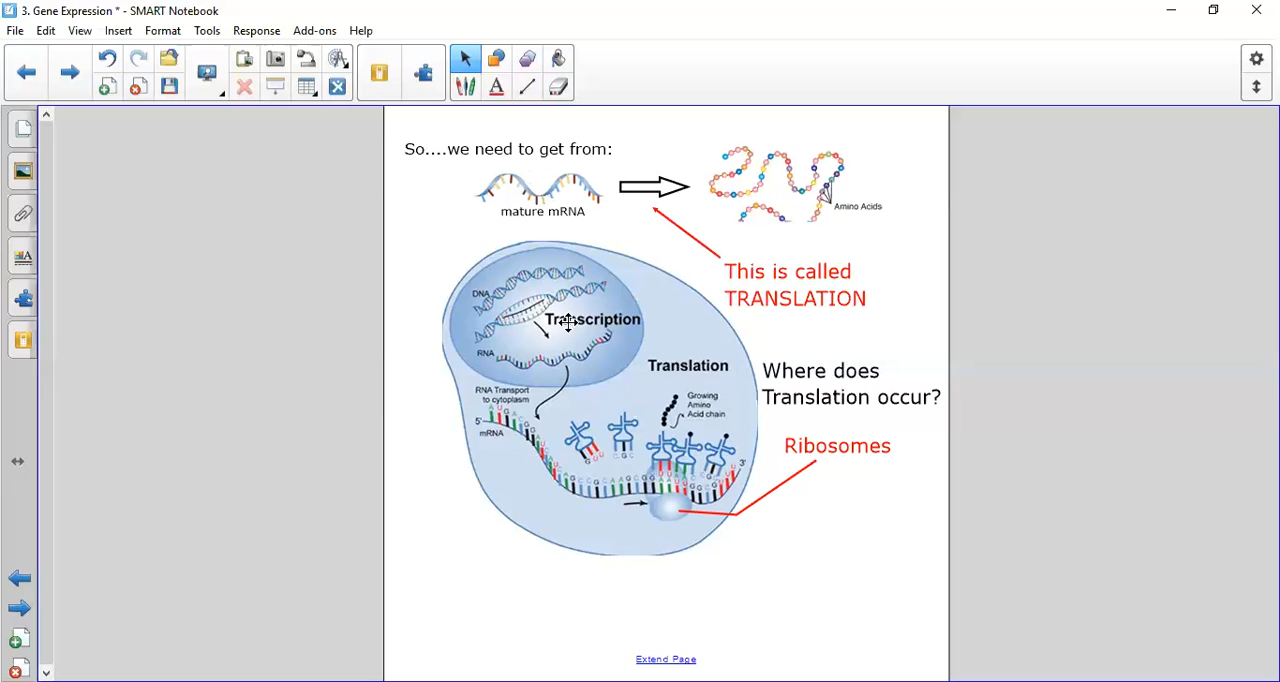 3. Gene Expression * - SMART Notebook
File Edit View Insert Format Tools Response Add-ons Help
So....we need to get from:
mature mRNA
Amino Acids
This is called
TRANSLATION
DNA
Transcription
RNA
Translation
Where does
Translation occur?
RNA Transport
to cytoplasm
Growing
Amino
Acid chain
5'
mRNA
3'
Ribosomes
Extend Page